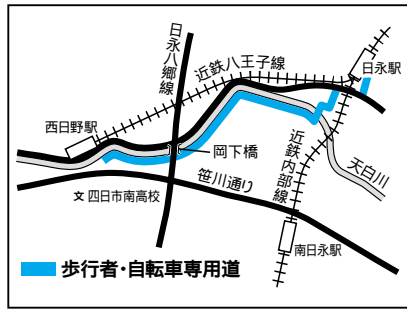 日永八郷線
近鉄八王子線
日永駅
西日野駅
岡下橋
近鉄内部線
天白川
笹川通り
文 四日市南高校
南日永駅
歩行者・自転車専用道